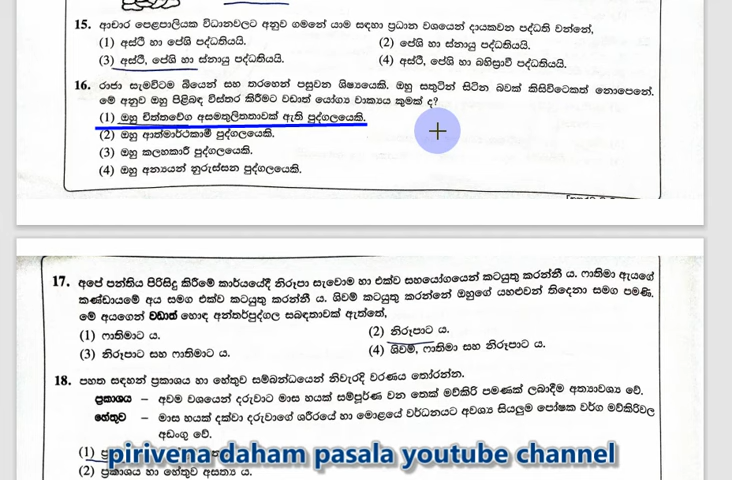 15. ආචාර පෙළපාලියක විධානවලට අනුව ගමනේ යාම සඳහා ප්‍රධාන වශයෙන් දායකවන පද්ධති වන්නේ,
(1) අස්ථි හා පේශි පද්ධතියයි.
(2) පේශි හා ස්නායු පද්ධතියයි.
(3) අස්ථි, පේශි හා ස්නායු පද්ධතියයි.
(4) අස්ථි, පේශි හා බහිස්‍රාවී පද්ධතියයි.
16. රාජා සැමවිටම බියෙන් සහ තරහෙන් පසුවන ශිෂ්‍යයෙකි. ඔහු සතුටින් සිටින බවක් කිසිවිටෙකත් නොපෙනේ.
මේ අනුව ඔහු පිළිබඳ විස්තර කිරීමට වඩාත් යෝග්‍ය වාක්‍යය කුමක් ද?
(1) ඔහු චිත්තවේග අසමතුලිතතාවක් ඇති පුද්ගලයෙකි.
(2) ඔහු ආත්මාර්ථකාමී පුද්ගලයෙකි.
(3) ඔහු කලහකාරී පුද්ගලයෙකි.
(4) ඔහු අන්‍යයන් නුරුස්සන පුද්ගලයෙකි.
17. අපේ පන්තිය පිරිසිදු කිරීමේ කාර්යයේදී නිරූපා සැවොම හා එක්ව සහයෝගයෙන් කටයුතු කරන්නී ය. ෆාතිමා ඇයගේ
කණ්ඩායමේ අය සමග එක්ව කටයුතු කරන්නී ය. ශිවම් කටයුතු කරන්නේ ඔහුගේ යහළුවන් තිදෙනා සමග පමණි.
මේ අයගෙන් වඩාත් හොඳ අන්තර්පුද්ගල සබඳතාවක් ඇත්තේ,
(1) ෆාතිමාට ය.
(2) නිරූපාට ය.
(3) නිරූපාට සහ ෆාතිමාට ය.
(4) ශිවම්, ෆාතිමා සහ නිරූපාට ය.
18. පහත සඳහන් ප්‍රකාශය හා හේතුව සම්බන්ධයෙන් නිවැරදි වරණය තෝරන්න.
ප්‍රකාශය – අවම වශයෙන් දරුවාට මාස හයක් සම්පූර්ණ වන තෙක් මව්කිරි පමණක් ලබාදීම අත්‍යාවශ්‍ය වේ.
හේතුව – මාස හයක් දක්වා දරුවාගේ ශරීරයේ හා මොළයේ වර්ධනයට අවශ්‍ය සියලුම පෝෂක වර්ග මව්කිරිවල
අඩංගු වේ.
(1)
pirivena daham pasala youtube channel
(2) ප්‍රකාශය හා හේතුව අසත්‍ය ය.